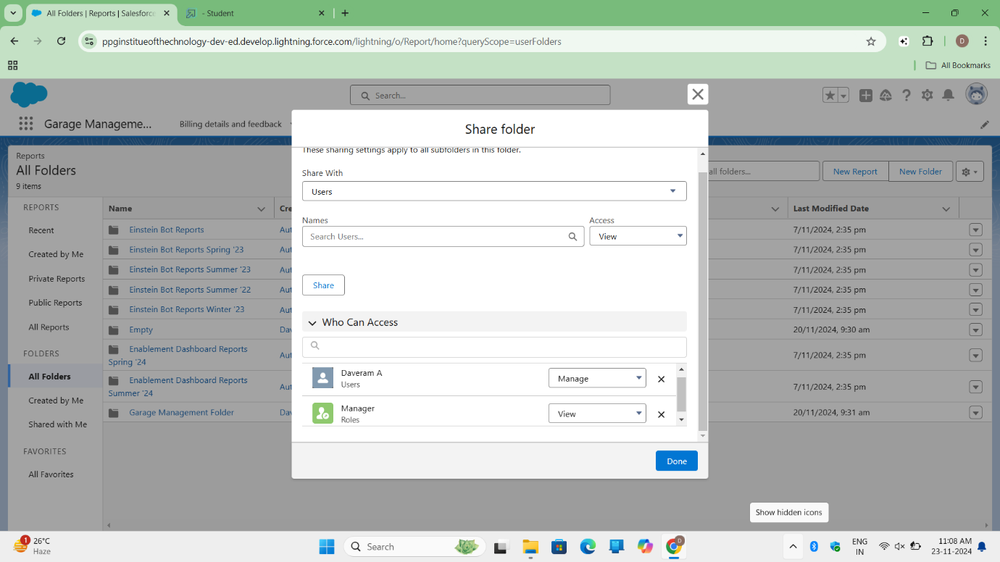 All Folders | Reports | Salesforce
- Student
ppginstitueofthechnology-dev-ed.develop.lightning.force.com/lightning/o/Report/home?queryScope=userFolders
D
All Bookmarks
Search...
Garage Manageme...
Billing details and feedback
Share folder
These sharing settings apply to all subfolders in this folder.
Share With
Users
Names
Access
Search Users...
View
Share
Who Can Access
Daveram A
Users
Manage
Manager
Roles
View
Done
Reports
All Folders
9 items
all folders...
New Report
New Folder
REPORTS
Recent
Created by Me
Private Reports
Public Reports
All Reports
FOLDERS
All Folders
Created by Me
Shared with Me
FAVORITES
All Favorites
Name
Cre
Last Modified Date
Einstein Bot Reports
Aut
7/11/2024, 2:35 pm
Einstein Bot Reports Spring '23
Aut
7/11/2024, 2:35 pm
Einstein Bot Reports Summer '23
Aut
7/11/2024, 2:35 pm
Einstein Bot Reports Summer '22
Aut
7/11/2024, 2:35 pm
Einstein Bot Reports Winter '23
Aut
7/11/2024, 2:35 pm
Empty
Dav
20/11/2024, 9:30 am
Enablement Dashboard Reports
Spring '24
Aut
7/11/2024, 2:35 pm
Enablement Dashboard Reports
Summer '24
Aut
7/11/2024, 2:35 pm
Garage Management Folder
Dav
20/11/2024, 9:31 am
Show hidden icons
1
26°C
Haze
Search
D
ENG
IN
11:08 AM
23-11-2024